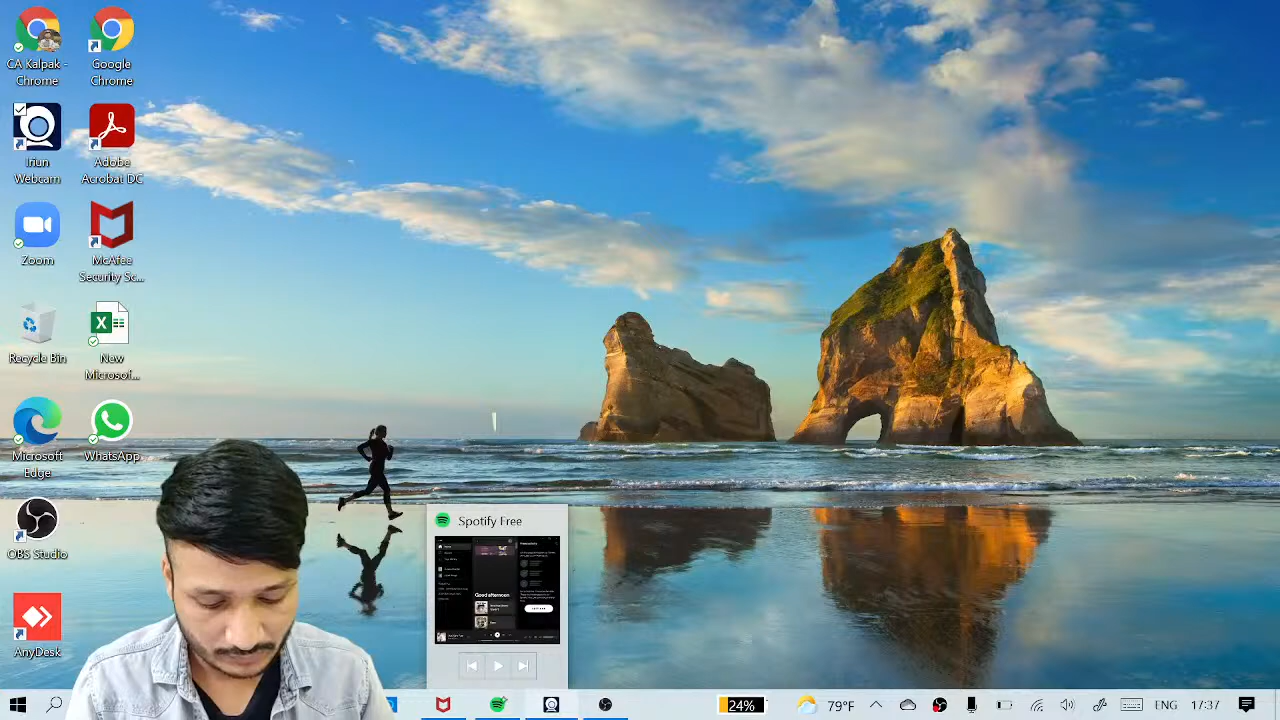 CA Kalpak -
Chrome
Google
Chrome
Iriun
Webcam
Adobe
Acrobat DC
Zoom
McAfee
Security Sc...
Recycle Bin
New
Microsof...
Microsoft
Edge
WhatsApp
OBS Studio
AnyDesk
Spotify Free
Good afternoon
24%
79°F
ENG
17:37